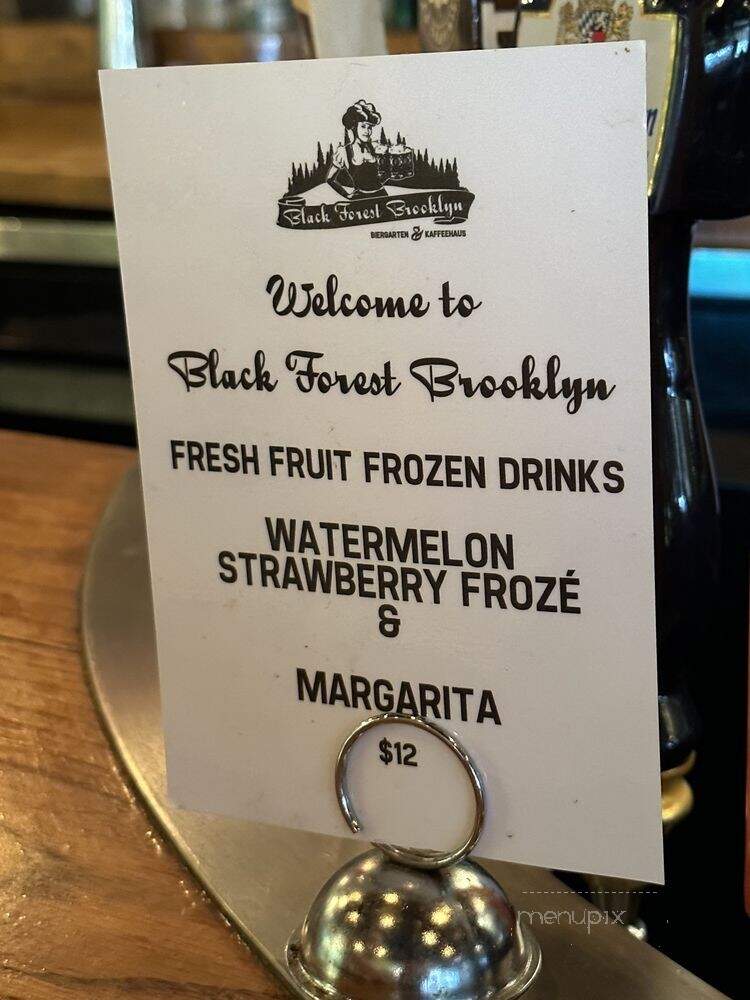 Black Forest Brooklyn
BIERGARTEN & KAFFEEHAUS
Welcome to
Black Forest Brooklyn
FRESH FRUIT FROZEN DRINKS
WATERMELON
STRAWBERRY FROZÉ
&
MARGARITA
$12
menupix